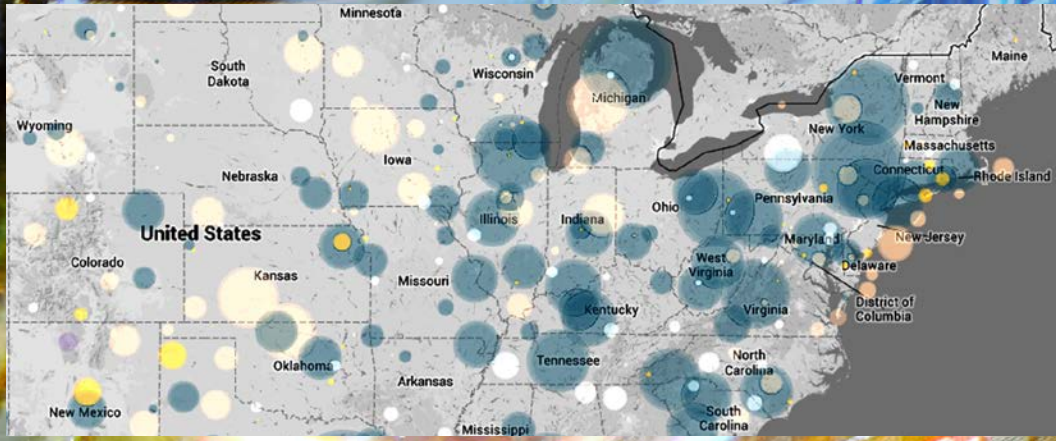 Minnesota
Maine
South
Dakota
Wisconsin
Vermont
Michigan
New
Hampshire
Wyoming
New York
Massachusetts
Iowa
Nebraska
Connecticut
Rhode Island
Pennsylvania
Ohio
Illinois
Indiana
United States
Maryland
New Jersey
Colorado
Kansas
Missouri
West
Virginia
Delaware
Kentucky
Virginia
District of
Columbia
Oklahoma
Tennessee
North
Carolina
Arkansas
New Mexico
South
Carolina
Mississippi